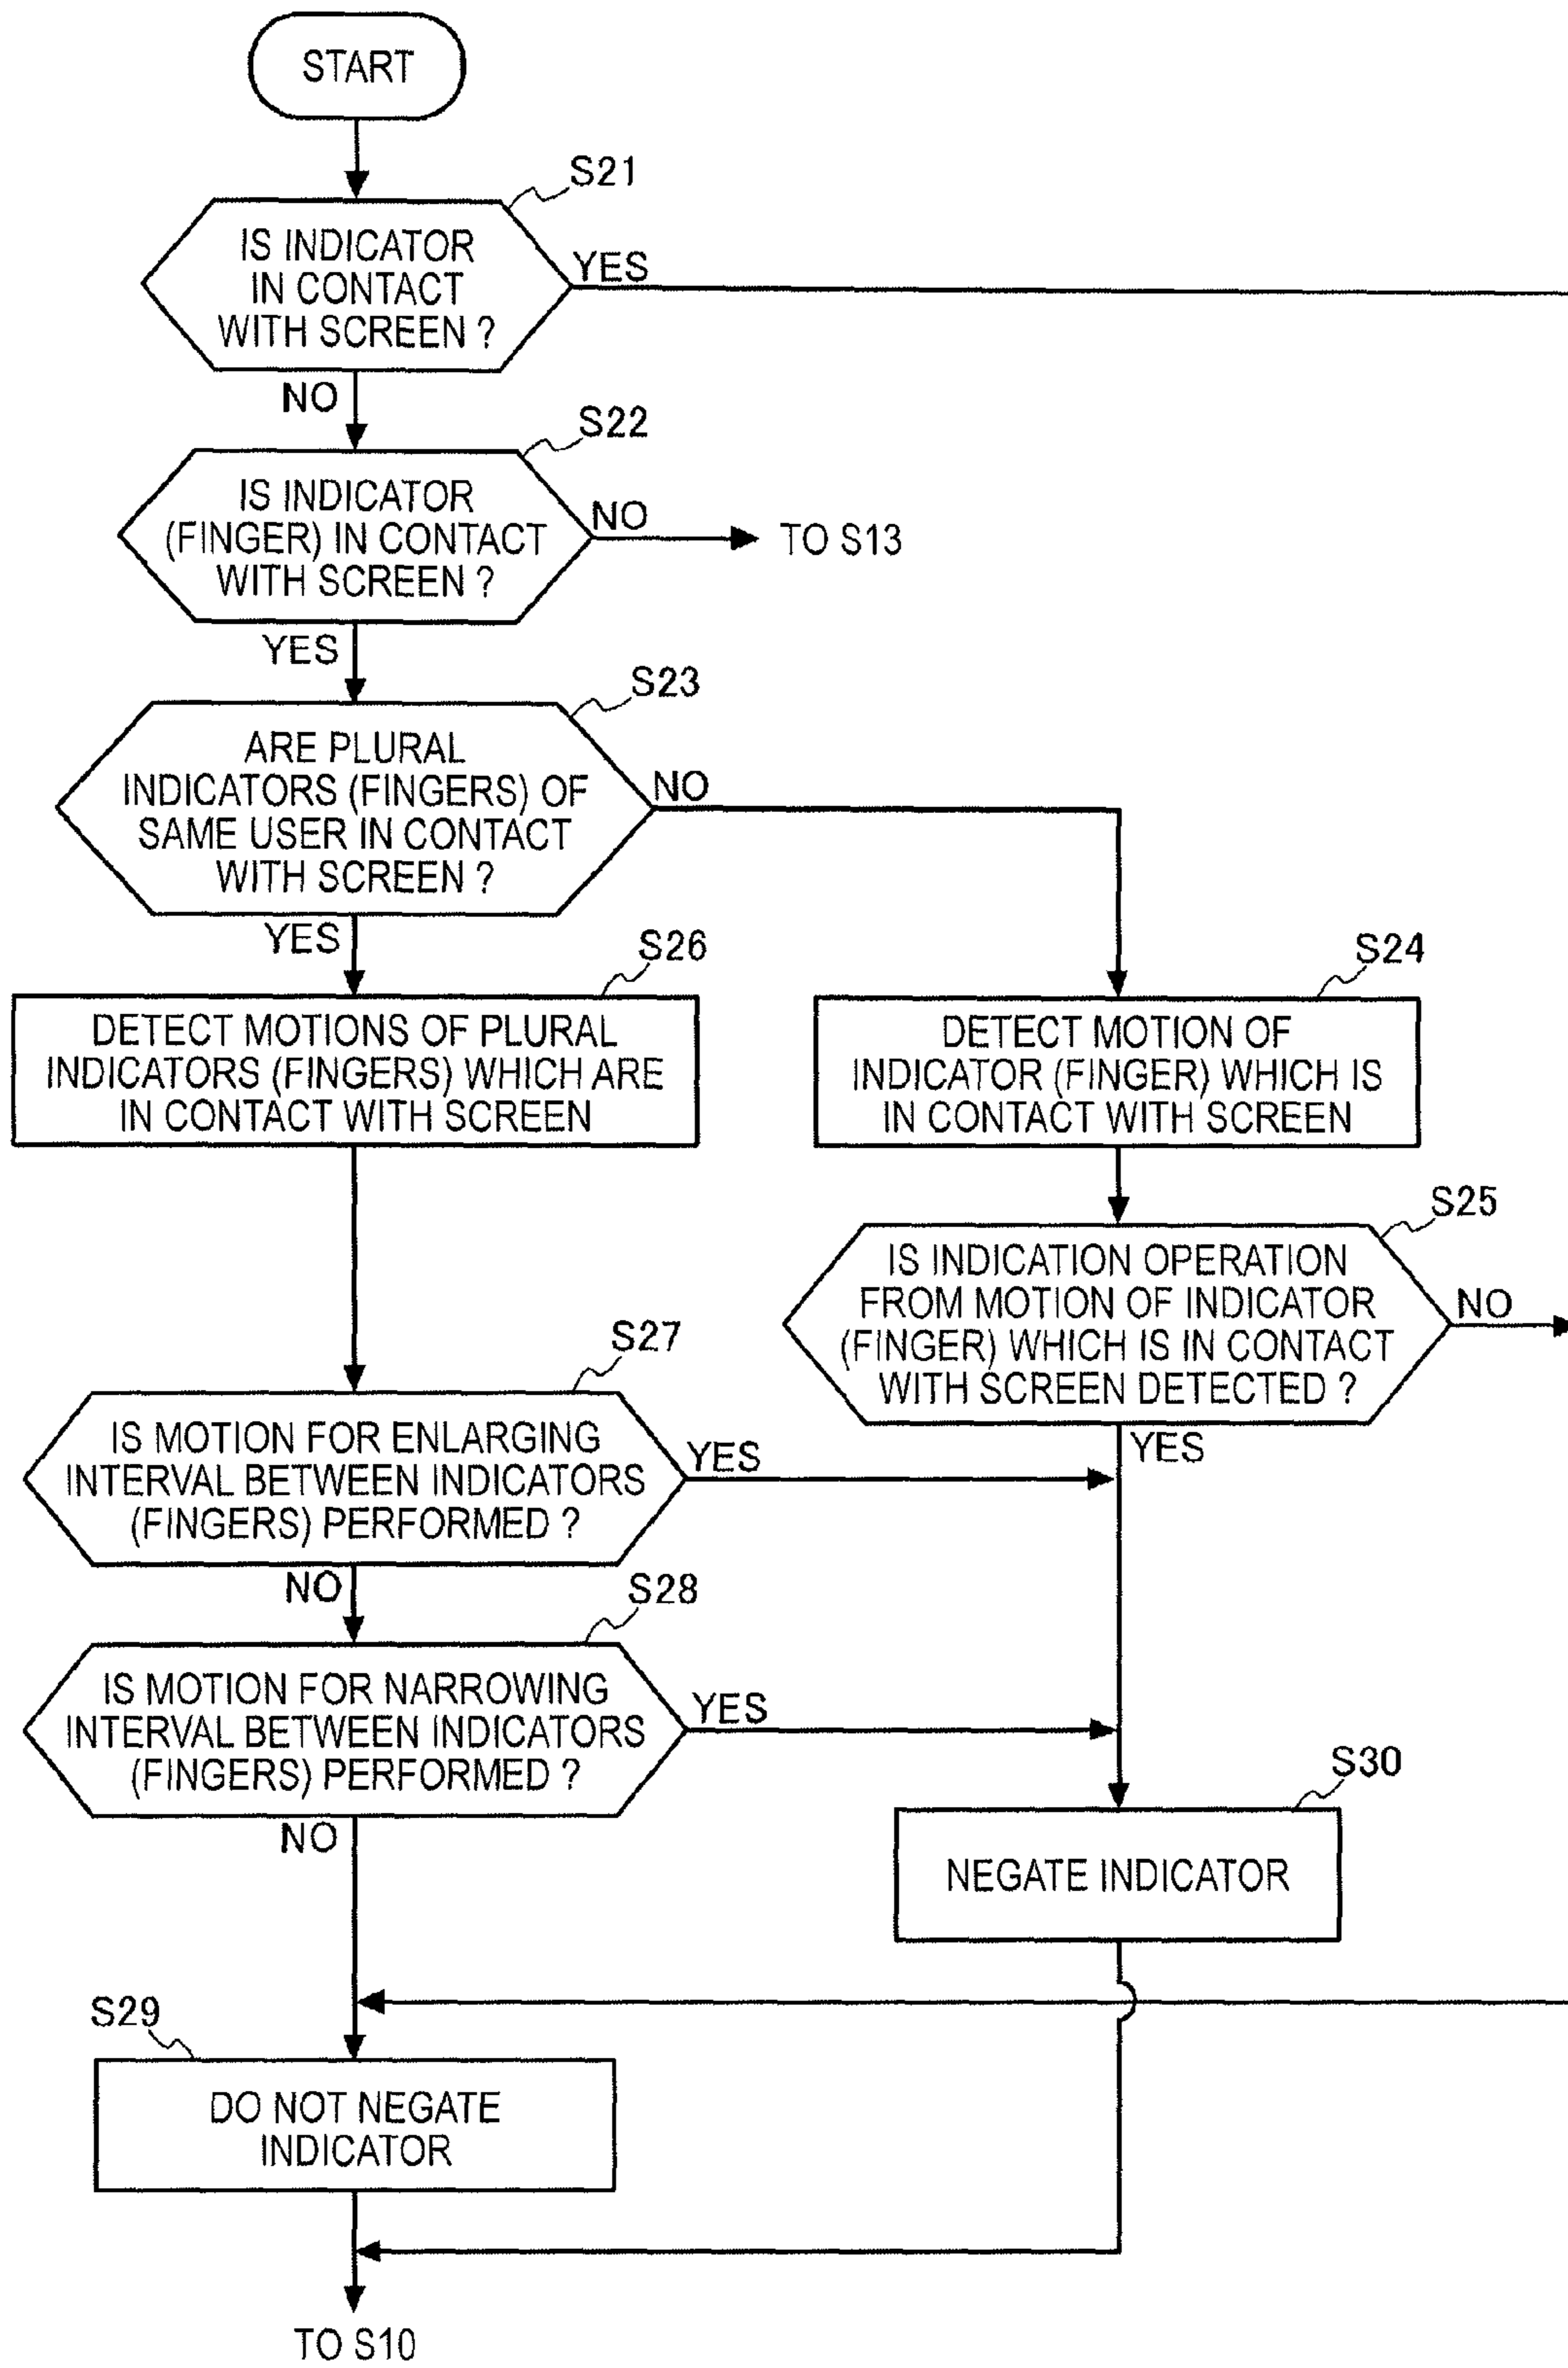 START
S21
IS INDICATOR
IN CONTACT
WITH SCREEN ?
YES
NO
S22
IS INDICATOR
(FINGER) IN CONTACT
WITH SCREEN ?
NO
TO S13
YES
S23
ARE PLURAL
INDICATORS (FINGERS) OF
SAME USER IN CONTACT
WITH SCREEN ?
NO
YES
S26
DETECT MOTIONS OF PLURAL
INDICATORS (FINGERS) WHICH ARE
IN CONTACT WITH SCREEN
S24
DETECT MOTION OF
INDICATOR (FINGER) WHICH IS
IN CONTACT WITH SCREEN
S25
IS INDICATION OPERATION
FROM MOTION OF INDICATOR
(FINGER) WHICH IS IN CONTACT
WITH SCREEN DETECTED ?
NO
YES
S27
IS MOTION FOR ENLARGING
INTERVAL BETWEEN INDICATORS
(FINGERS) PERFORMED ?
YES
NO
S28
IS MOTION FOR NARROWING
INTERVAL BETWEEN INDICATORS
(FINGERS) PERFORMED ?
YES
NO
S30
NEGATE INDICATOR
S29
DO NOT NEGATE
INDICATOR
TO S10